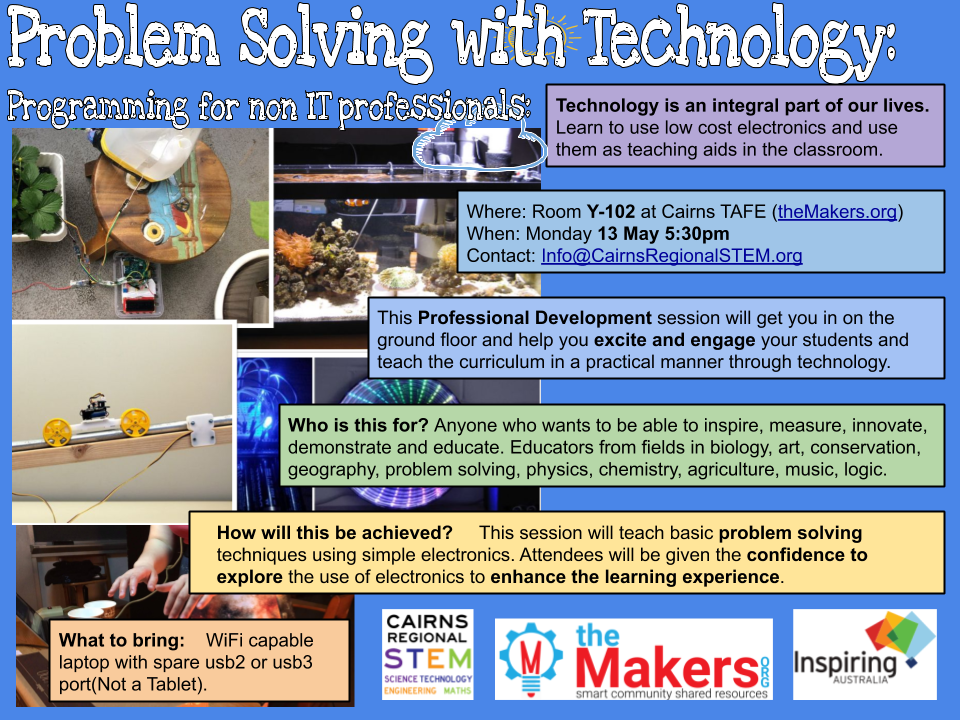 Problem Solving with Technology:
Programming for non IT professionals:
Technology is an integral part of our lives.
Learn to use low cost electronics and use
them as teaching aids in the classroom.
Where: Room Y-102 at Cairns TAFE (theMakers.org)
When: Monday 13 May 5:30pm
Contact: Info@CairnsRegionalSTEM.org
This Professional Development session will get you in on the
ground floor and help you excite and engage your students and
teach the curriculum in a practical manner through technology.
Who is this for? Anyone who wants to be able to inspire, measure, innovate,
demonstrate and educate. Educators from fields in biology, art, conservation,
geography, problem solving, physics, chemistry, agriculture, music, logic.
How will this be achieved? This session will teach basic problem solving
techniques using simple electronics. Attendees will be given the confidence to
explore the use of electronics to enhance the learning experience.
What to bring: WiFi capable
laptop with spare usb2 or usb3
port(Not a Tablet).
CAIRNS
REGIONAL
STEM
SCIENCE TECHNOLOGY
ENGINEERING MATHS
the
Makers
ORG
smart community shared resources
Inspiring
AUSTRALIA